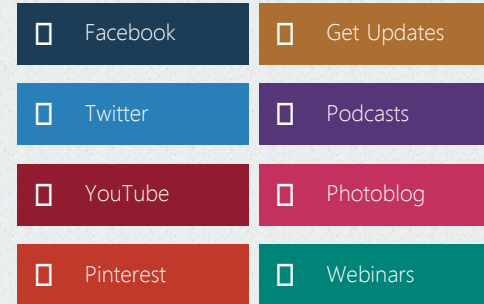 Facebook
Get Updates
Twitter
Podcasts
YouTube
Photoblog
Pinterest
Webinars